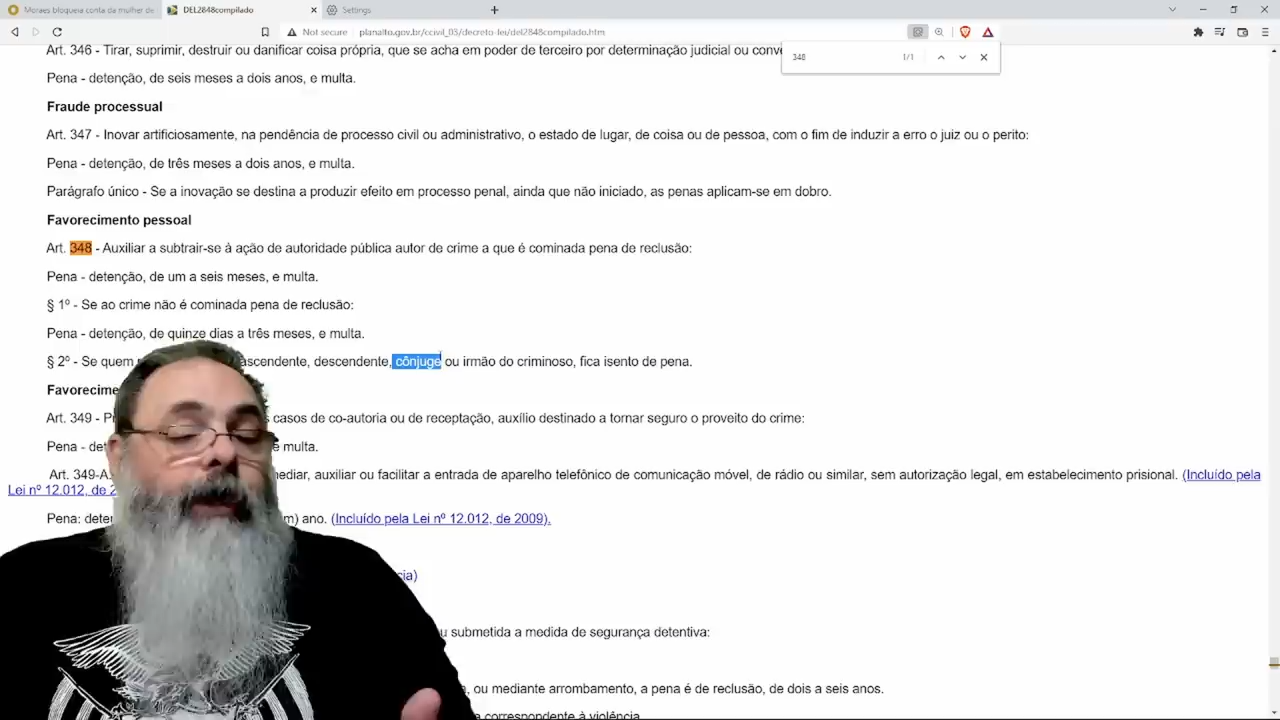 Moraes bloqueia conta da mulher de
DEL2848compilado
Settings
Not secure
planalto.gov.br/ccivil_03/decreto-lei/del2848compilado.htm
348
1/1
Art. 346 - Tirar, suprimir, destruir ou danificar coisa própria, que se acha em poder de terceiro por determinação judicial ou conve
Pena - detenção, de seis meses a dois anos, e multa.
Fraude processual
Art. 347 - Inovar artificiosamente, na pendência de processo civil ou administrativo, o estado de lugar, de coisa ou de pessoa, com o fim de induzir a erro o juiz ou o perito:
Pena - detenção, de três meses a dois anos, e multa.
Parágrafo único - Se a inovação se destina a produzir efeito em processo penal, ainda que não iniciado, as penas aplicam-se em dobro.
Favorecimento pessoal
Art. 348 - Auxiliar a subtrair-se à ação de autoridade pública autor de crime a que é cominada pena de reclusão:
Pena - detenção, de um a seis meses, e multa.
§ 1º - Se ao crime não é cominada pena de reclusão:
Pena - detenção, de quinze dias a três meses, e multa.
§ 2º - Se quem ascendente, descendente, cônjuge ou irmão do criminoso, fica isento de pena.
Favorecime
Art. 349 - P s casos de co-autoria ou de receptação, auxílio destinado a tornar seguro o proveito do crime:
Pena - det e multa.
Art. 349-A. ediar, auxiliar ou facilitar a entrada de aparelho telefônico de comunicação móvel, de rádio ou similar, sem autorização legal, em estabelecimento prisional. (Incluído pela
Lei nº 12.012, de 2
Pena: dete m) ano. (Incluído pela Lei nº 12.012, de 2009).
cia)
u submetida a medida de segurança detentiva:
, ou mediante arrombamento, a pena é de reclusão, de dois a seis anos.
a correspondente à violência.